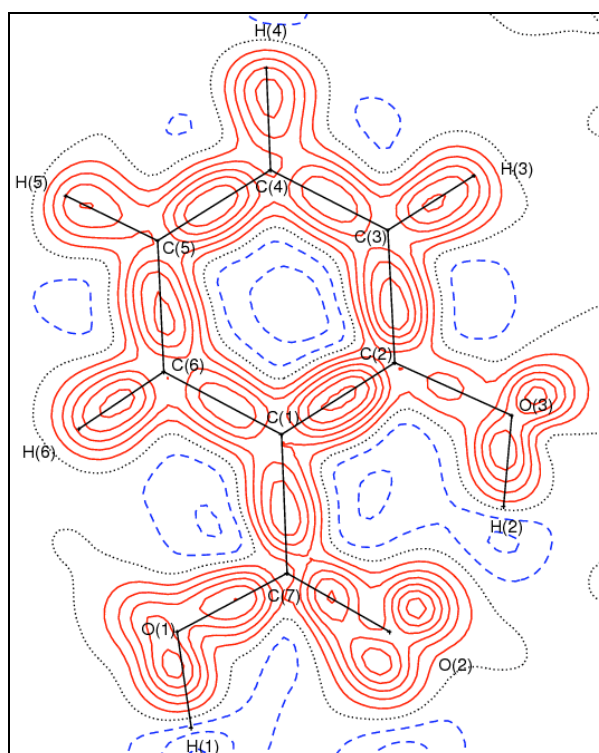 H(4)
H(5)
H(3)
C(4)
C(3)
C(5)
C(2)
C(6)
O(3)
C(1)
H(6)
H(2)
C(7)
O(1)
O(2)
H(1)